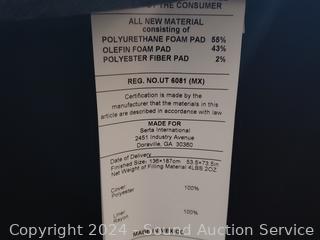 OF THE CONSUMER
ALL NEW MATERIAL
consisting of
POLYURETHANE FOAM PAD 55%
OLEFIN FOAM PAD 43%
POLYESTER FIBER PAD 2%
REG. NO.UT 6081 (MX)
Certification is made by the
manufacturer that the materials in this
article are described in accordance with law
MADE FOR
Serta International
2451 Industry Avenue
Doraville, GA 30360
Date of Delivery
Finished Size: 136×187cm 53.5×73.5in
Net Weight of Filling Material 4LBS 2OZ
Cover:
Polyester 100%
Liner:
Rayon 100%
MADE IN
Copyright © 2024 - Sound Auction Service